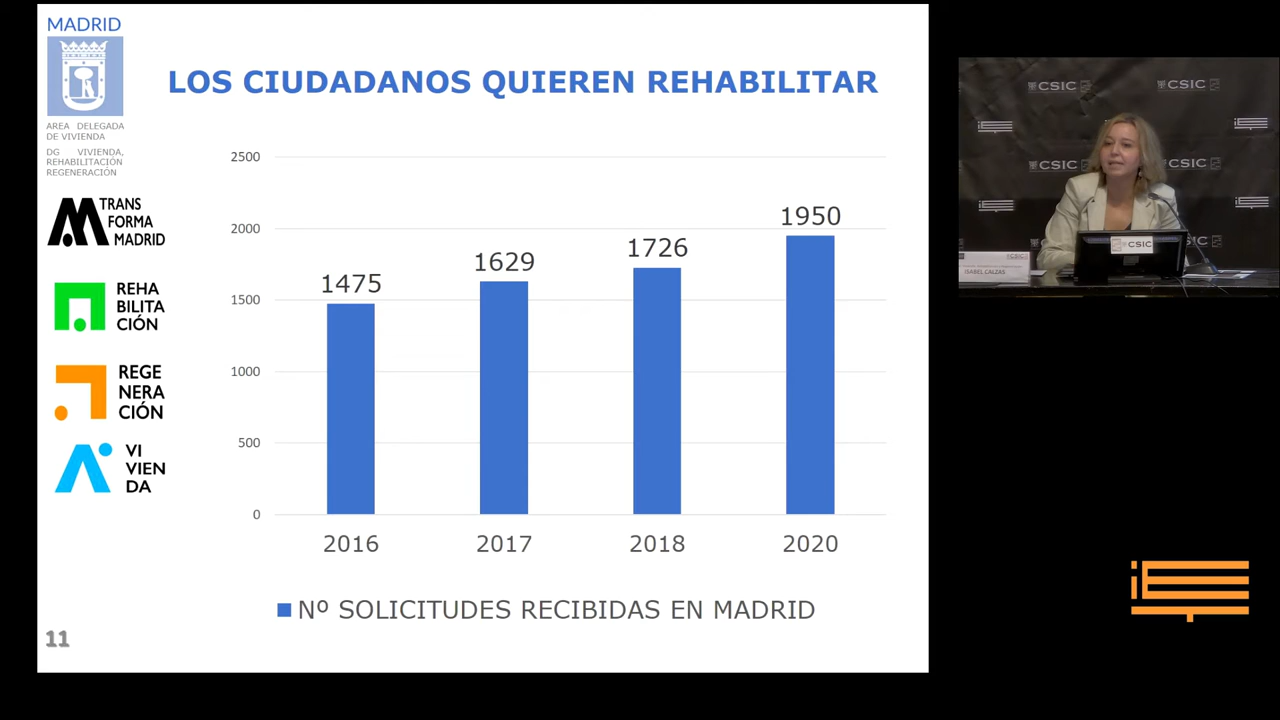 MADRID
AREA DELEGADA
DE VIVIENDA
DG VIVIENDA,
REHABILITACIÓN
REGENERACIÓN
TRANS
FORMA
MADRID
REHA
BILITA
CIÓN
REGE
NERA
CIÓN
VI
VIEN
DA
11
LOS CIUDADANOS QUIEREN REHABILITAR
2500
2000
1500
1000
500
0
1475
1629
1726
1950
2016
2017
2018
2020
Nº SOLICITUDES RECIBIDAS EN MADRID
CSIC
CSIC
CSIC
CSIC
CSIC
CSIC
ISABEL CALZAS